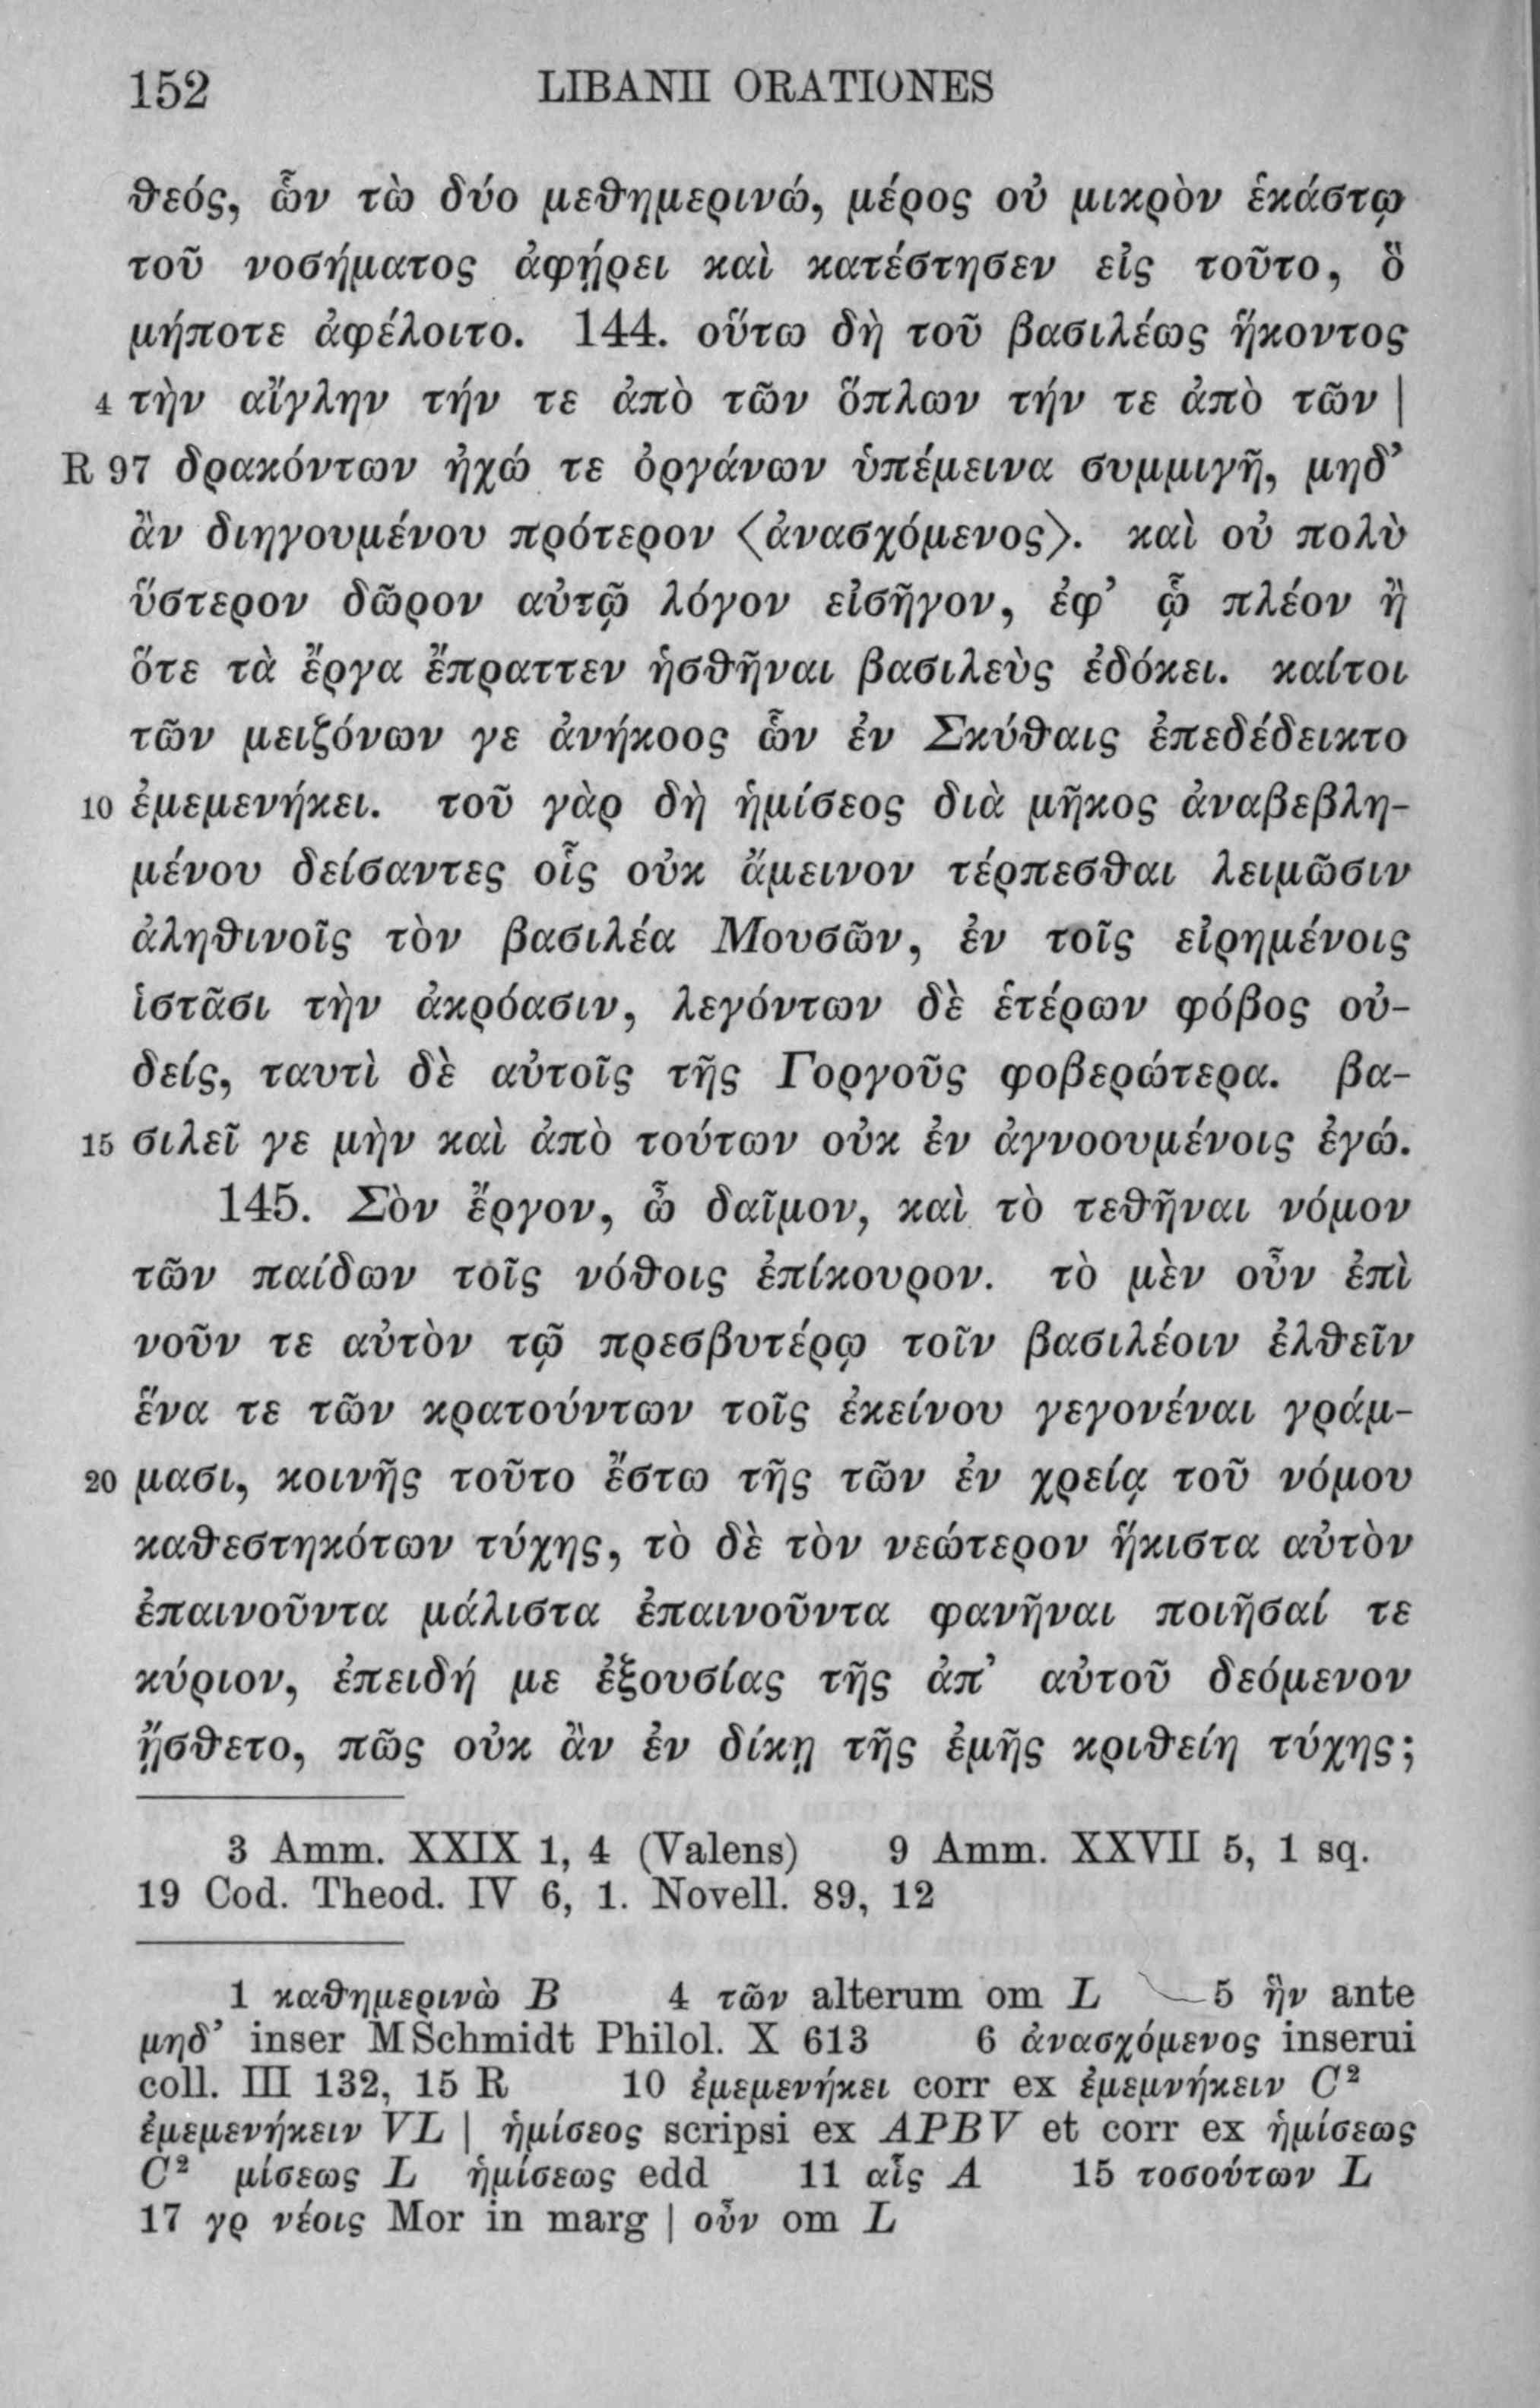 152 LIBANII ORATIONES
θεός, ὧν τὼ δύο μεθημερινώ, μέρος οὐ μικρὸν ἑκάστῳ
τοῦ νοσήματος ἀφῄρει καὶ κατέστησεν εἰς τοῦτο, ὃ
μήποτε ἀφέλοιτο. 144. οὕτω δὴ τοῦ βασιλέως ἥκοντος
4 τὴν αἴγλην τήν τε ἀπὸ τῶν ὅπλων τήν τε ἀπὸ τῶν |
R 97 δρακόντων ἠχώ τε ὀργάνων ὑπέμεινα συμμιγῆ, μηδ’
ἂν διηγουμένου πρότερον ⟨ἀνασχόμενος⟩. καὶ οὐ πολὺ
ὕστερον δῶρον αὐτῷ λόγον εἰσῆγον, ἐφ’ ᾧ πλέον ἢ
ὅτε τὰ ἔργα ἔπραττεν ἡσθῆναι βασιλεὺς ἐδόκει. καίτοι
τῶν μειζόνων γε ἀνήκοος ὧν ἐν Σκύθαις ἐπεδέδεικτο
10 ἐμεμενήκει. τοῦ γὰρ δὴ ἡμίσεος διὰ μῆκος ἀναβεβλη-
μένου δείσαντες οἷς οὐκ ἄμεινον τέρπεσθαι λειμῶσιν
ἀληθινοῖς τὸν βασιλέα Μουσῶν, ἐν τοῖς εἰρημένοις
ἱστᾶσι τὴν ἀκρόασιν, λεγόντων δὲ ἑτέρων φόβος οὐ-
δείς, ταυτὶ δὲ αὐτοῖς τῆς Γοργοῦς φοβερώτερα. βα-
15 σιλεῖ γε μὴν καὶ ἀπὸ τούτων οὐκ ἐν ἀγνοουμένοις ἐγώ.
145. Σὸν ἔργον, ὦ δαῖμον, καὶ τὸ τεθῆναι νόμον
τῶν παίδων τοῖς νόθοις ἐπίκουρον. τὸ μὲν οὖν ἐπὶ
νοῦν τε αὐτὸν τῷ πρεσβυτέρῳ τοῖν βασιλέοιν ἐλθεῖν
ἕνα τε τῶν κρατούντων τοῖς ἐκείνου γεγονέναι γράμ-
20 μασι, κοινῆς τοῦτο ἔστω τῆς τῶν ἐν χρείᾳ τοῦ νόμου
καθεστηκότων τύχης, τὸ δὲ τὸν νεώτερον ἥκιστα αὐτὸν
ἐπαινοῦντα μάλιστα ἐπαινοῦντα φανῆναι ποιῆσαί τε
κύριον, ἐπειδή με ἐξουσίας τῆς ἀπ’ αὐτοῦ δεόμενον
ᾔσθετο, πῶς οὐκ ἂν ἐν δίκῃ τῆς ἐμῆς κριθείη τύχης;
3 Amm. XXIX 1, 4 (Valens) 9 Amm. XXVII 5, 1 sq.
19 Cod. Theod. IV 6, 1. Novell. 89, 12
1 καθημερινὼ B 4 τῶν alterum om L 5 ἣν ante
μηδ’ inser MSchmidt Philol. X 613 6 ἀνασχόμενος inserui
coll. III 132, 15 R 10 ἐμεμενήκει corr ex ἐμεμνήκειν C²
ἐμεμενήκειν VL | ἡμίσεος scripsi ex APBV et corr ex ἡμίσεως
C² μίσεως L ἡμίσεως edd 11 αἷς A 15 τοσούτων L
17 γρ νέοις Mor in marg | οὖν om L